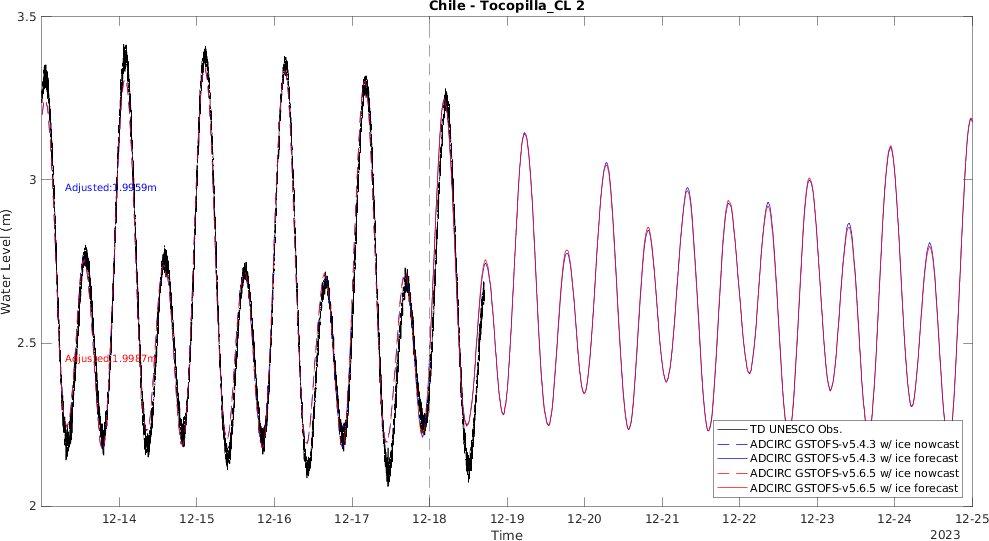 Chile - Tocopilla_CL 2
3.5
3
2.5
2
Water Level (m)
Adjusted:1.9959m
Adjusted:1.9987m
TD UNESCO Obs.
ADCIRC GSTOFS-v5.4.3 w/ ice nowcast
ADCIRC GSTOFS-v5.4.3 w/ ice forecast
ADCIRC GSTOFS-v5.6.5 w/ ice nowcast
ADCIRC GSTOFS-v5.6.5 w/ ice forecast
12-14 12-15 12-16 12-17 12-18 12-19 12-20 12-21 12-22 12-23 12-24 12-25
Time
2023